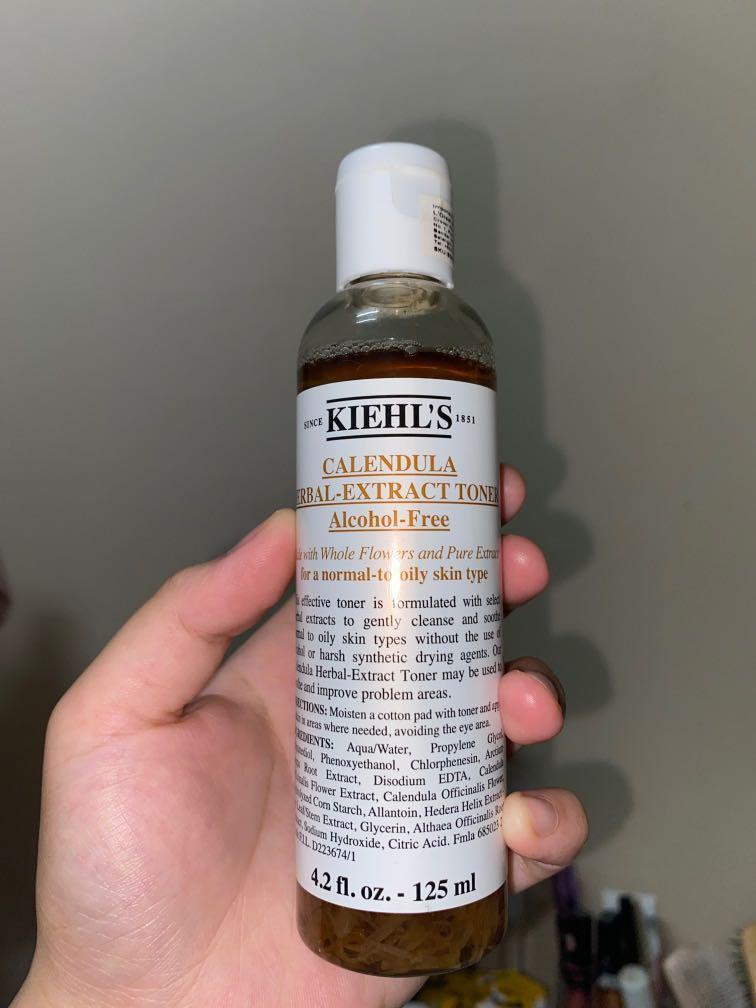 SINCE KIEHL'S 1851
CALENDULA
ERBAL-EXTRACT TONER
Alcohol-Free
with Whole Flowers and Pure Extract
for a normal-to oily skin type
effective toner is formulated with select
extracts to gently cleanse and soothe
to oily skin types without the use of
or harsh synthetic drying agents. Our
Herbal-Extract Toner may be used to
and improve problem areas.
Moisten a cotton pad with toner and
in areas where needed, avoiding the eye area.
Aqua/Water, Propylene
Phenoxyethanol, Chlorphenesin, Arctium
Root Extract, Disodium EDTA, Calendula
Flower Extract, Calendula Officinalis Flower,
Corn Starch, Allantoin, Hedera Helix Extract
Leaf/Stem Extract, Glycerin, Althaea Officinalis Root
Sodium Hydroxide, Citric Acid. Fmla 685023
F.I.L. D223674/1
4.2 fl. oz. - 125 ml